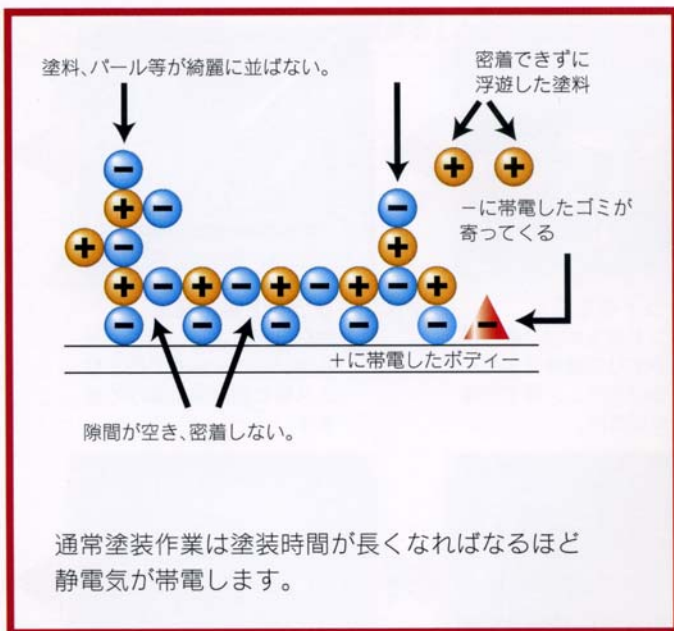 塗料、パール等が綺麗に並ばない。
密着できずに
浮遊した塗料
−に帯電したゴミが
寄ってくる
+に帯電したボディー
隙間が空き、密着しない。
通常塗装作業は塗装時間が長くなればなるほど
静電気が帯電します。